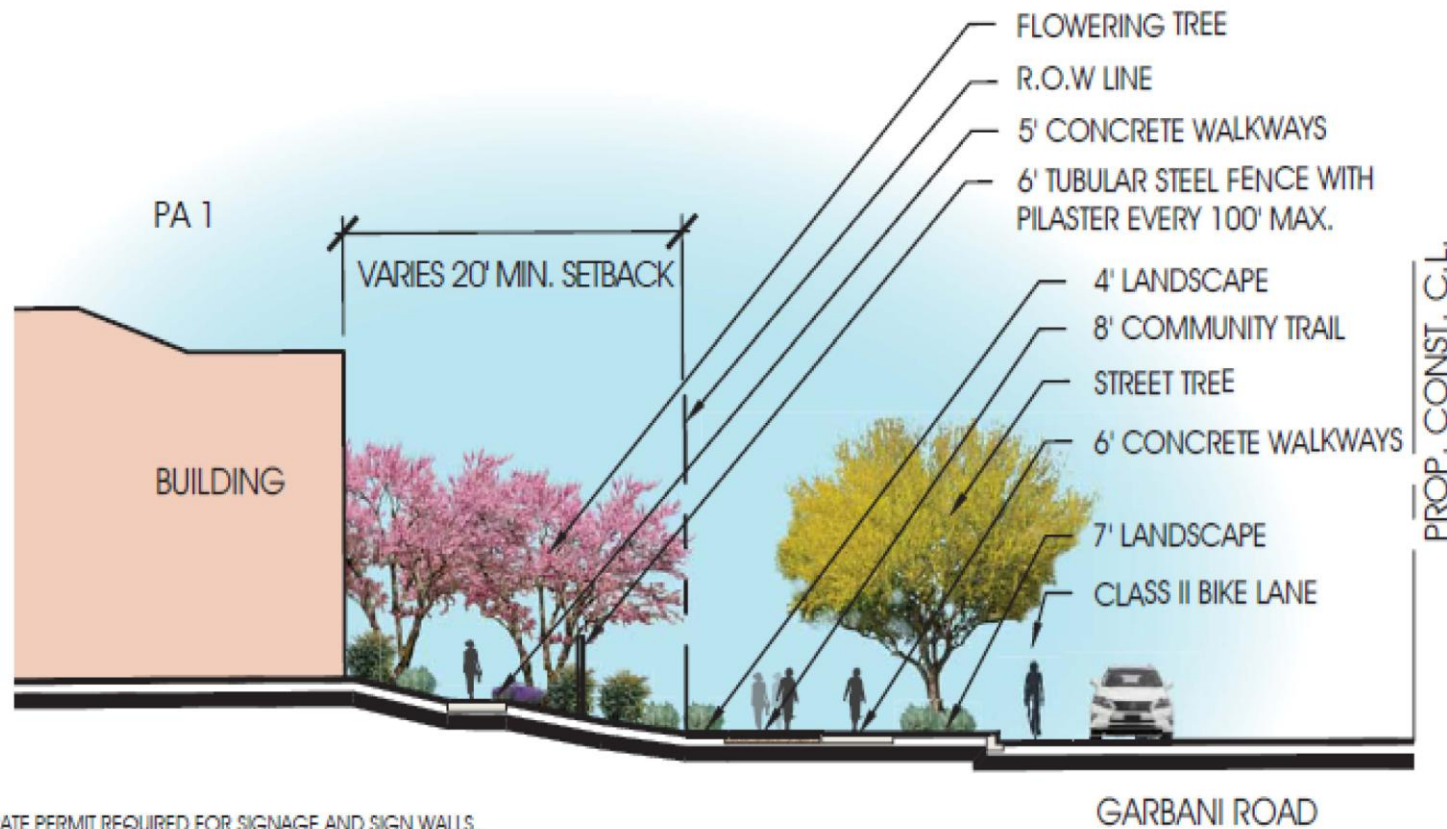 FLOWERING TREE
R.O.W LINE
5' CONCRETE WALKWAYS
6' TUBULAR STEEL FENCE WITH
PILASTER EVERY 100' MAX.
PA 1
VARIES 20' MIN. SETBACK
4' LANDSCAPE
8' COMMUNITY TRAIL
STREET TREE
6' CONCRETE WALKWAYS
BUILDING
7' LANDSCAPE
CLASS II BIKE LANE
PROP. CONST. C.L.
GARBANI ROAD
PERMIT REQUIRED FOR SIGNAGE AND SIGN WALLS